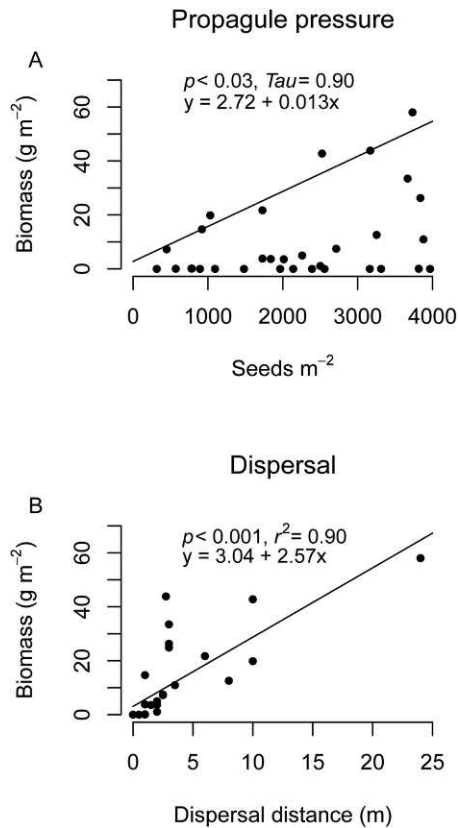 Propagule pressure
A
p< 0.03, Tau= 0.90
y = 2.72 + 0.013x
Biomass (g m⁻²)
60
40
20
0
0 1000 2000 3000 4000
Seeds m⁻²
Dispersal
B
p< 0.001, r²= 0.90
y = 3.04 + 2.57x
Biomass (g m⁻²)
60
40
20
0
0 5 10 15 20 25
Dispersal distance (m)